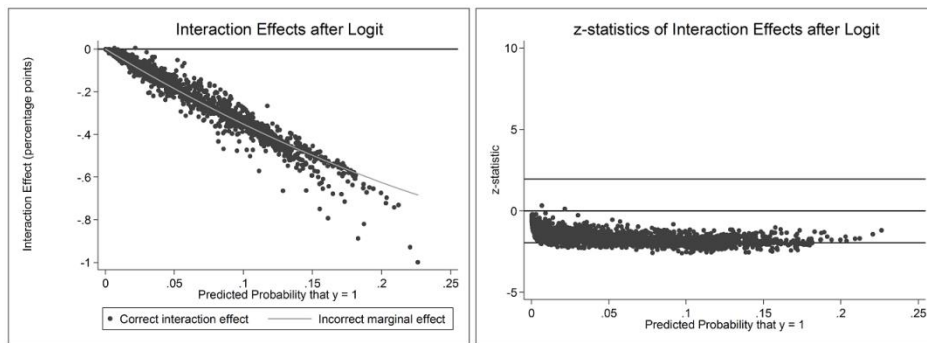 Interaction Effects after Logit
Interaction Effect (percentage points)
0
-.2
-.4
-.6
-.8
-1
0 .05 .1 .15 .2 .25
Predicted Probability that y = 1
Correct interaction effect Incorrect marginal effect
z-statistics of Interaction Effects after Logit
z-statistic
10
5
0
-5
0 .05 .1 .15 .2 .25
Predicted Probability that y = 1